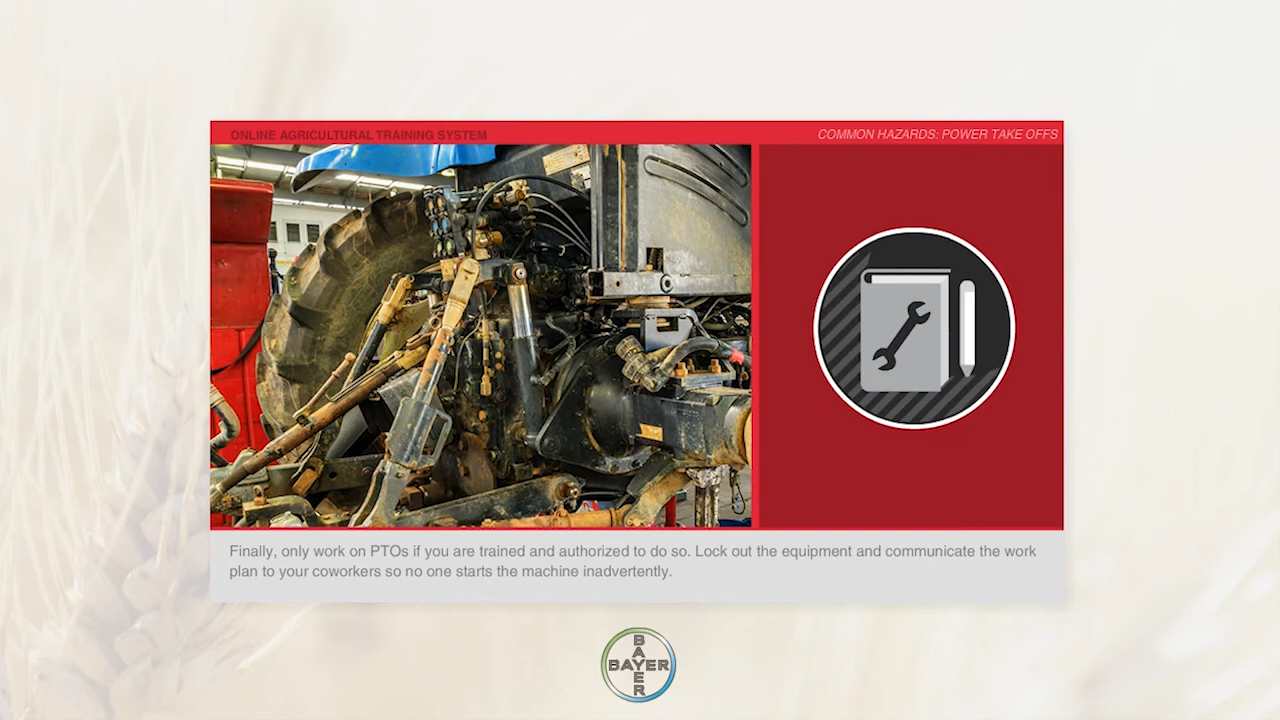 ONLINE AGRICULTURAL TRAINING SYSTEM
COMMON HAZARDS: POWER TAKE OFFS
Finally, only work on PTOs if you are trained and authorized to do so. Lock out the equipment and communicate the work
plan to your coworkers so no one starts the machine inadvertently.
BAYER
BAYER